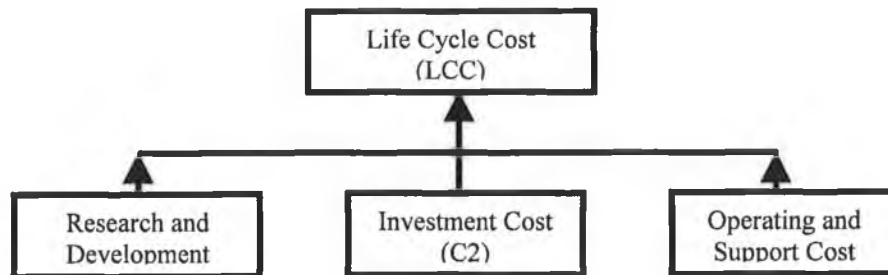 Life Cycle Cost
(LCC)
Research and
Development
Investment Cost
(C2)
Operating and
Support Cost